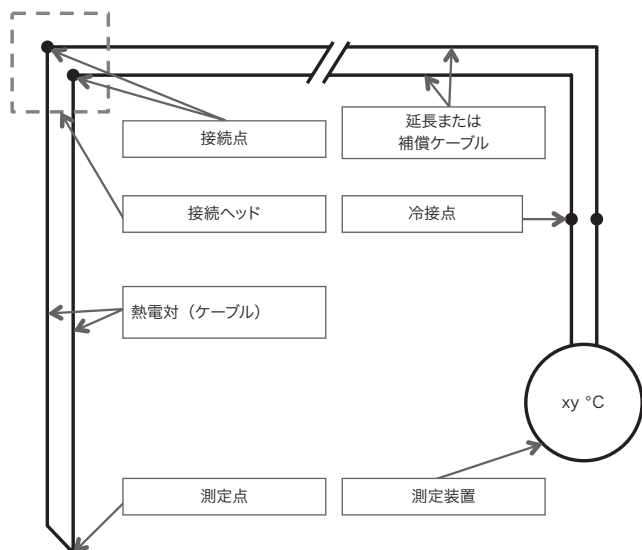 接続点
延長または
補償ケーブル
接続ヘッド
冷接点
熱電対（ケーブル）
xy °C
測定点
測定装置